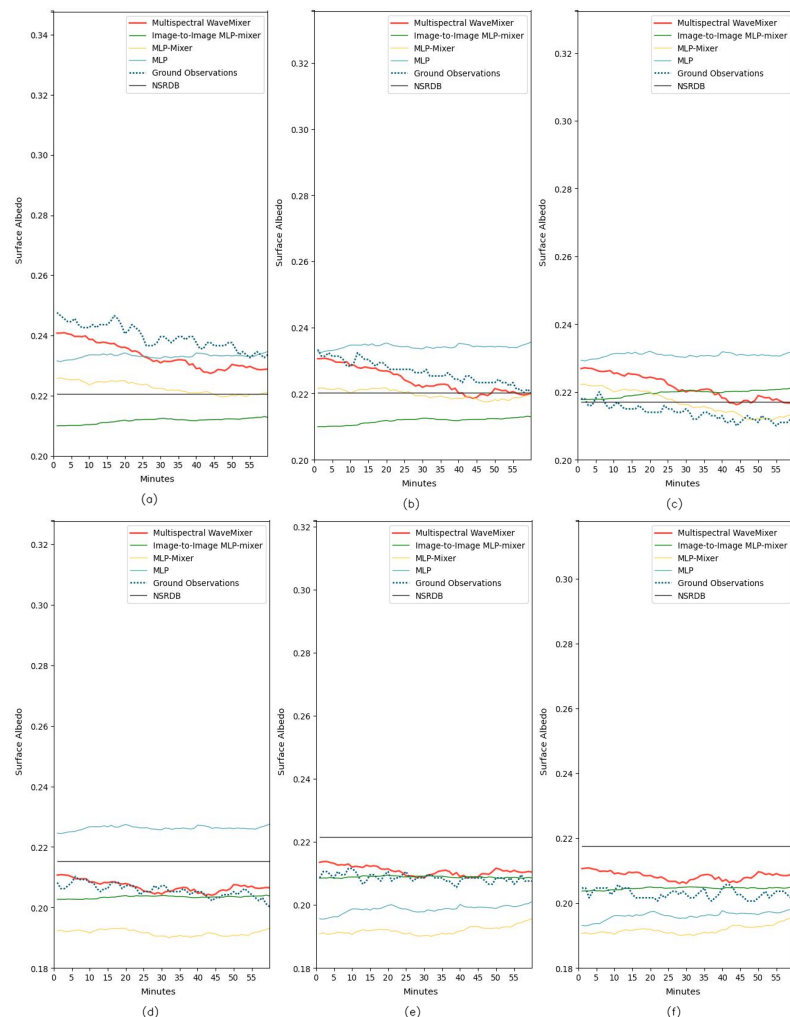 0.34
0.32
0.30
0.28
0.26
0.24
0.22
0.20
Surface Albedo
Multispectral WaveMixer
Image-to-Image MLP-mixer
MLP-Mixer
MLP
Ground Observations
NSRDB
0 5 10 15 20 25 30 35 40 45 50 55
Minutes
(a)
0.32
0.30
0.28
0.26
0.24
0.22
0.20
Surface Albedo
Multispectral WaveMixer
Image-to-Image MLP-mixer
MLP-Mixer
MLP
Ground Observations
NSRDB
0 5 10 15 20 25 30 35 40 45 50 55
Minutes
(b)
0.32
0.30
0.28
0.26
0.24
0.22
0.20
Surface Albedo
Multispectral WaveMixer
Image-to-Image MLP-mixer
MLP-Mixer
MLP
Ground Observations
NSRDB
0 5 10 15 20 25 30 35 40 45 50 55
Minutes
(c)
0.32
0.30
0.28
0.26
0.24
0.22
0.20
0.18
Surface Albedo
Multispectral WaveMixer
Image-to-Image MLP-mixer
MLP-Mixer
MLP
Ground Observations
NSRDB
0 5 10 15 20 25 30 35 40 45 50 55
Minutes
(d)
0.32
0.30
0.28
0.26
0.24
0.22
0.20
0.18
Surface Albedo
Multispectral WaveMixer
Image-to-Image MLP-mixer
MLP-Mixer
MLP
Ground Observations
NSRDB
0 5 10 15 20 25 30 35 40 45 50 55
Minutes
(e)
0.30
0.28
0.26
0.24
0.22
0.20
0.18
Surface Albedo
Multispectral WaveMixer
Image-to-Image MLP-mixer
MLP-Mixer
MLP
Ground Observations
NSRDB
0 5 10 15 20 25 30 35 40 45 50 55
Minutes
(f)